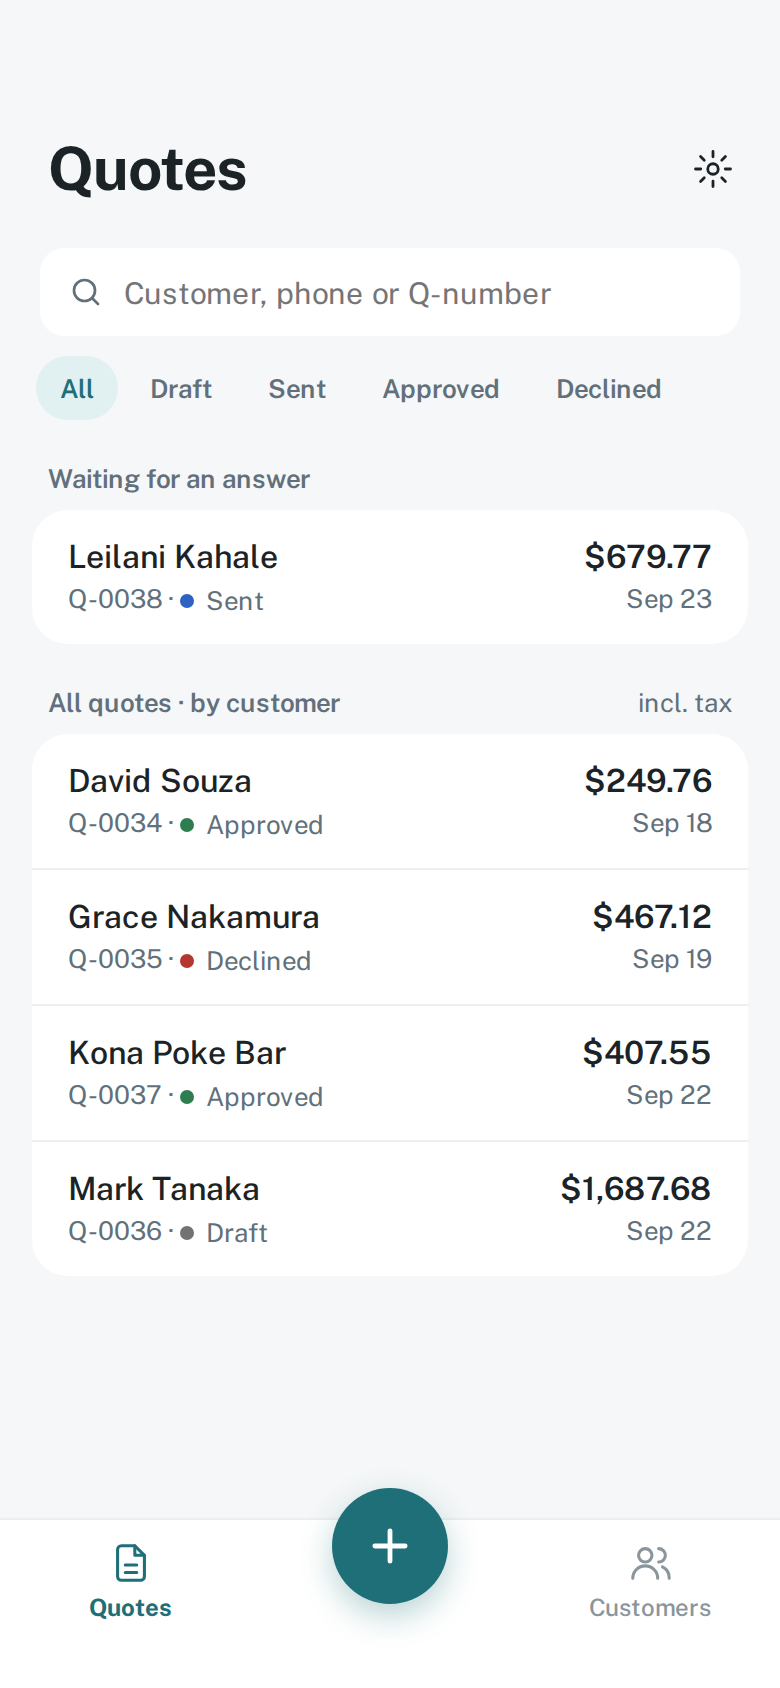 Quotes
Customer, phone or Q-number
All Draft Sent Approved Declined
Waiting for an answer
Leilani Kahale $679.77
Q-0038 · Sent Sep 23
All quotes · by customer incl. tax
David Souza $249.76
Q-0034 · Approved Sep 18
Grace Nakamura $467.12
Q-0035 · Declined Sep 19
Kona Poke Bar $407.55
Q-0037 · Approved Sep 22
Mark Tanaka $1,687.68
Q-0036 · Draft Sep 22
Quotes Customers